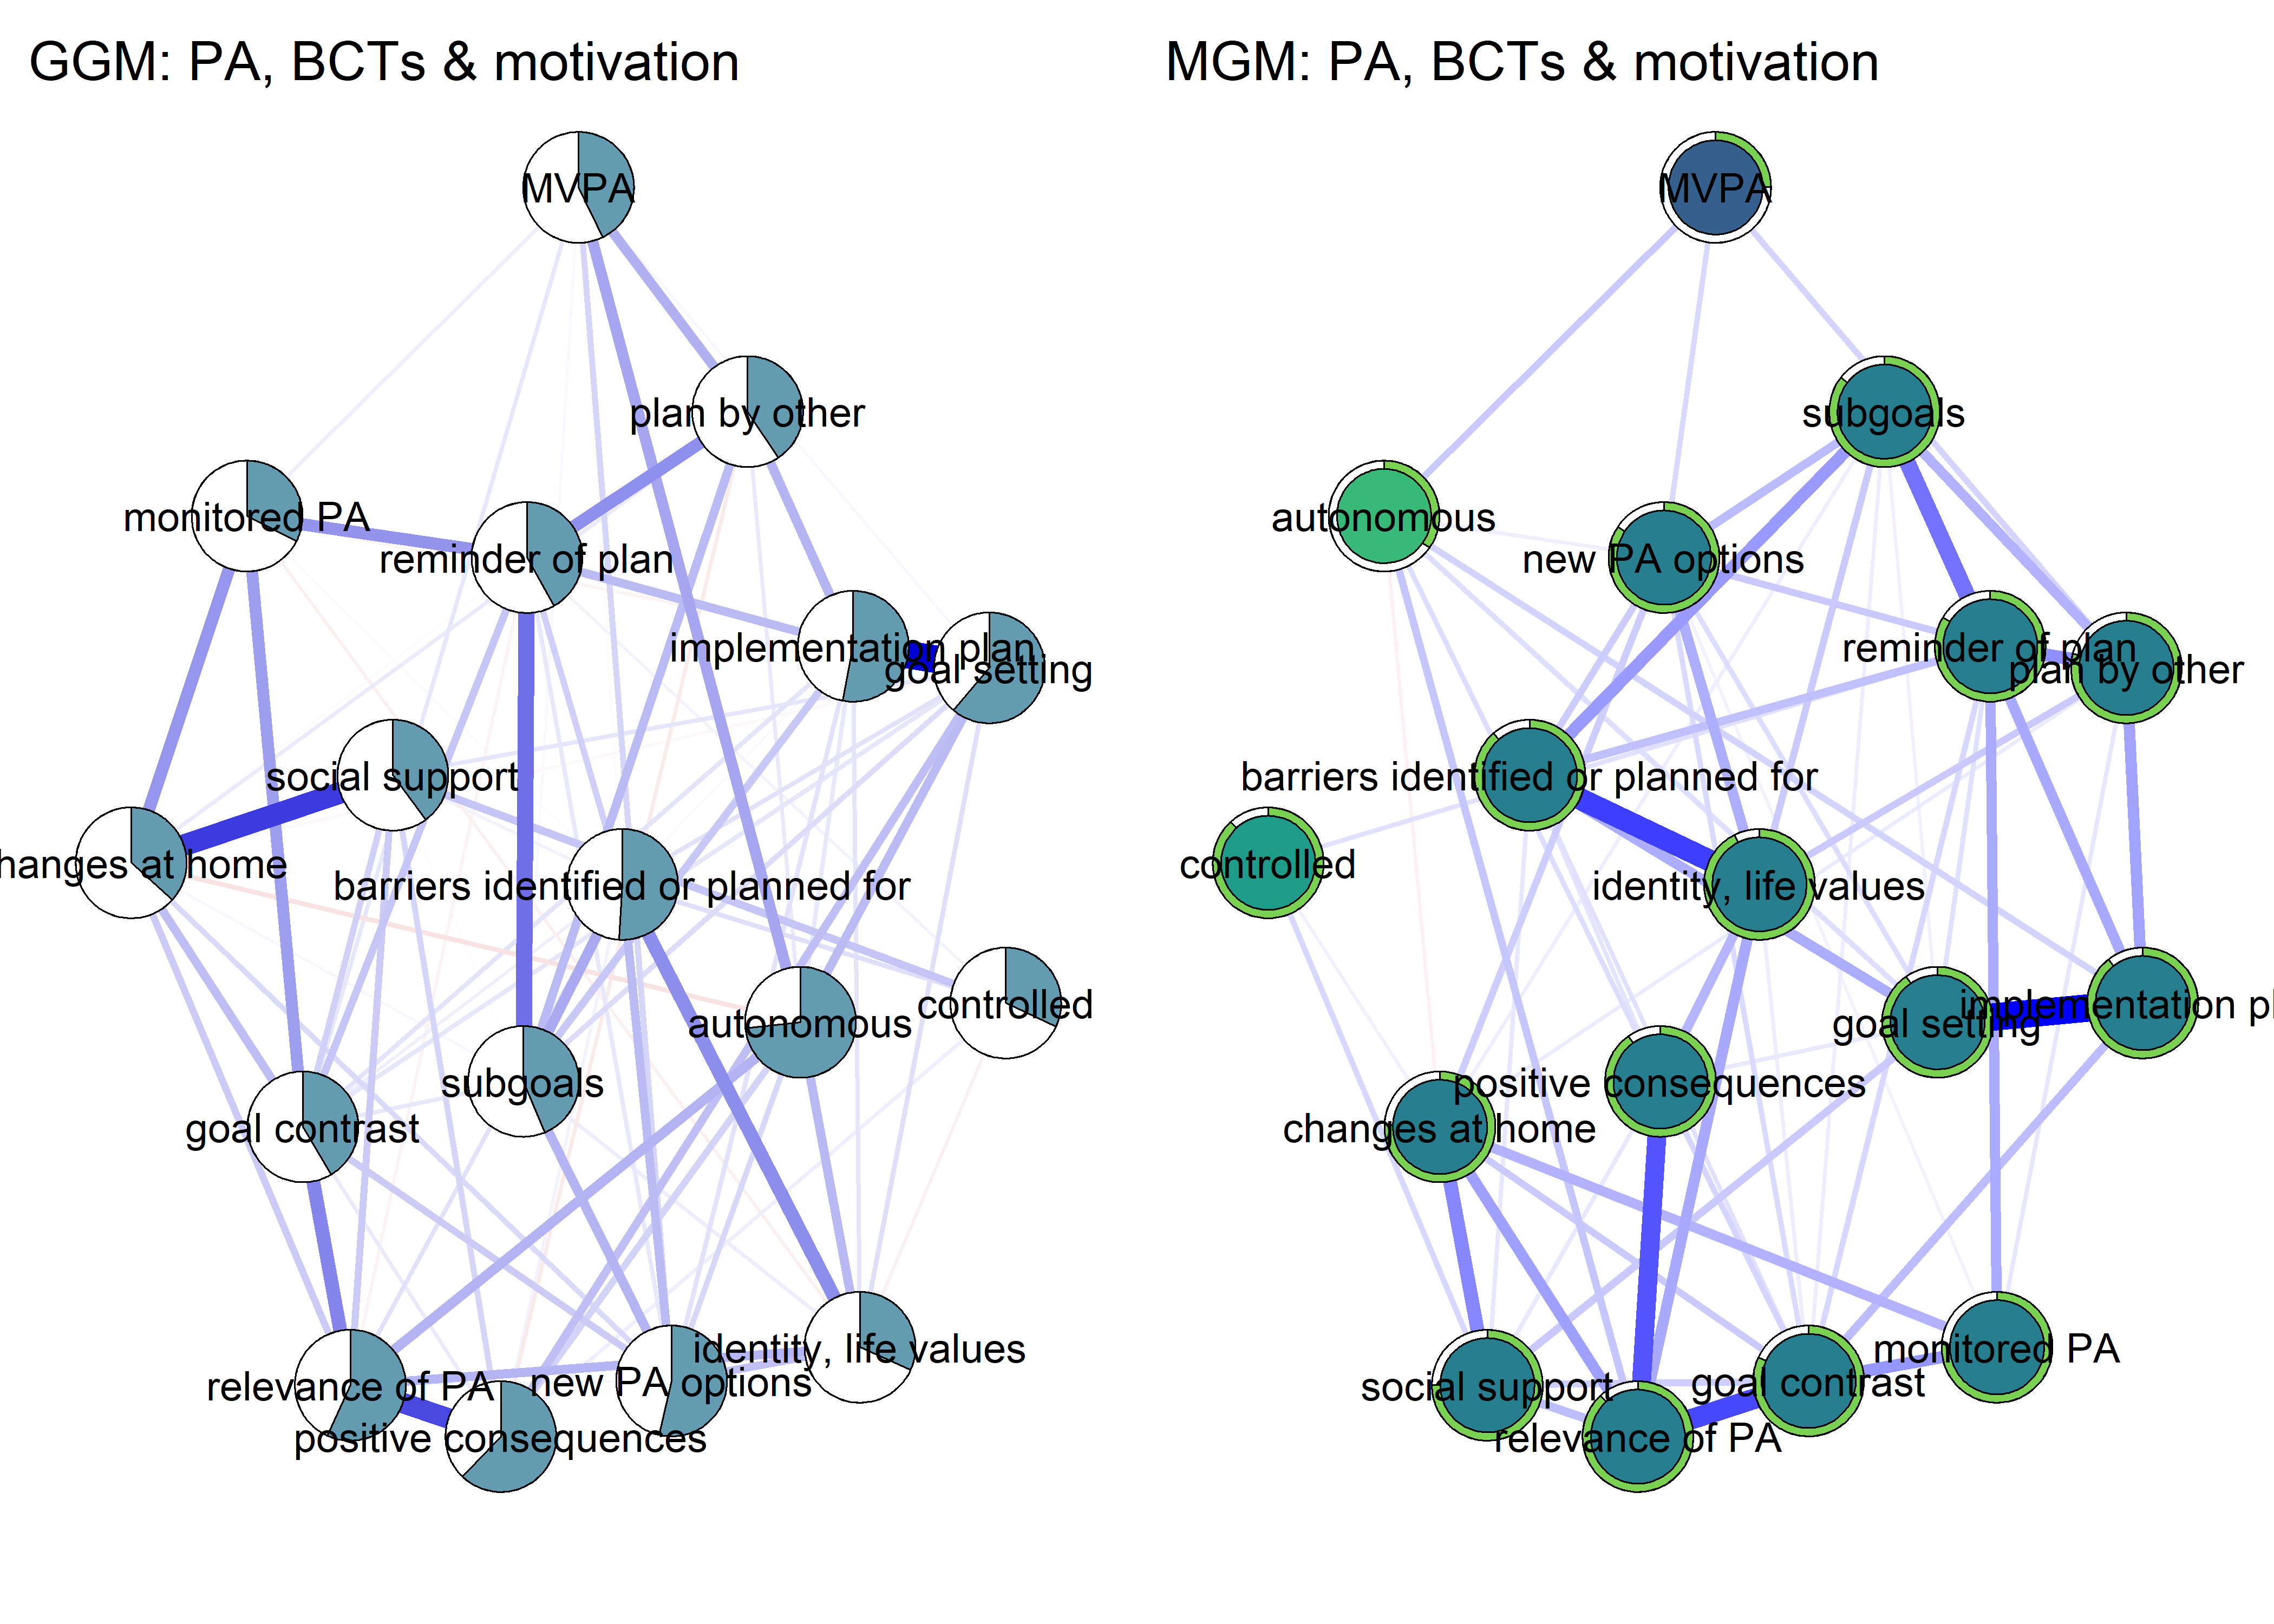 GGM: PA, BCTs & motivation
MVPA
plan by other
monitored PA
reminder of plan
implementation plan
goal setting
social support
hanges at home
barriers identified or planned for
autonomous
controlled
subgoals
goal contrast
identity, life values
relevance of PA
new PA options
positive consequences
MGM: PA, BCTs & motivation
MVPA
subgoals
autonomous
new PA options
reminder of plan
plan by other
barriers identified or planned for
controlled
identity, life values
implementation pl
goal setting
positive consequences
changes at home
monitored PA
social support
goal contrast
relevance of PA